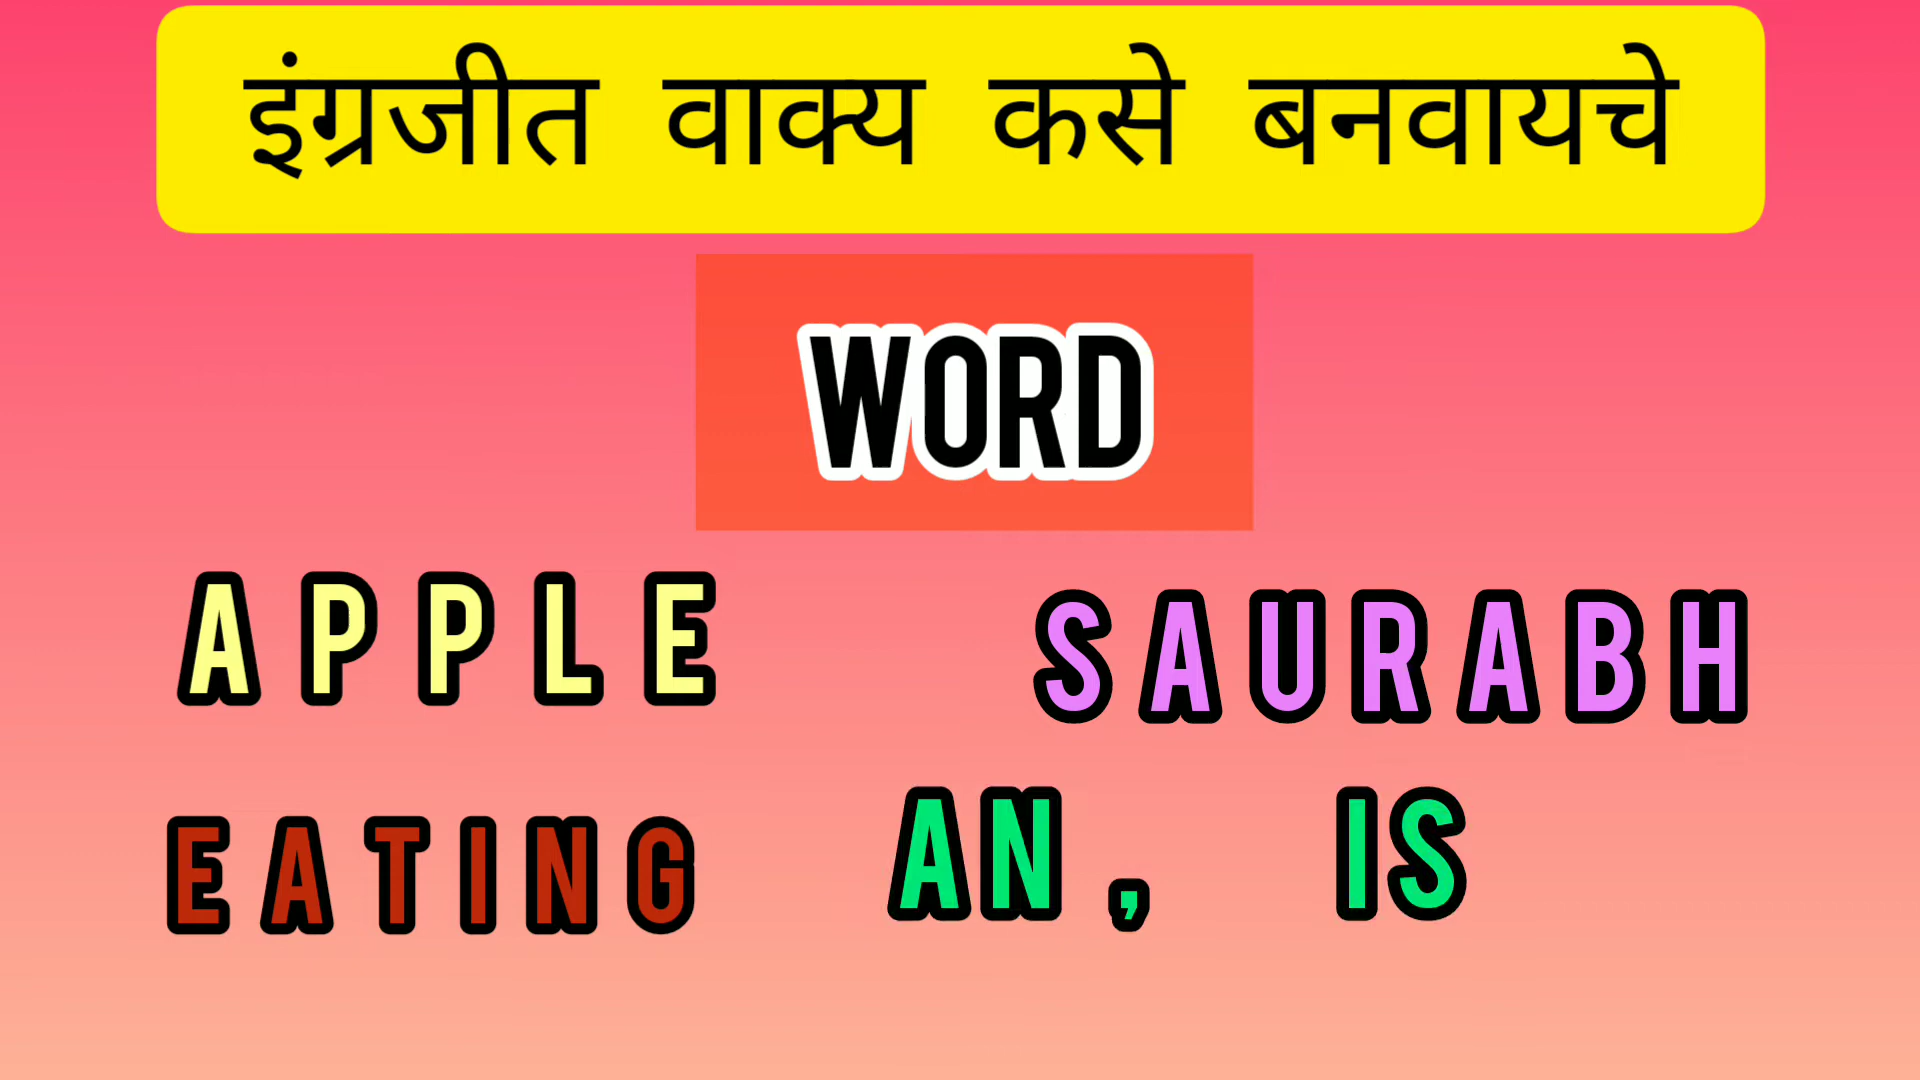 इंग्रजीत वाक्य कसे बनवायचे
WORD
APPLE
SAURABH
EATING
AN, IS